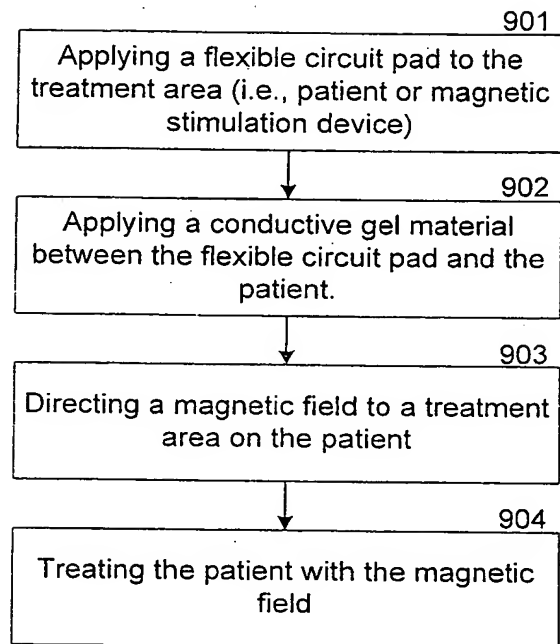 901
Applying a flexible circuit pad to the
treatment area (i.e., patient or magnetic
stimulation device)
902
Applying a conductive gel material
between the flexible circuit pad and the
patient.
903
Directing a magnetic field to a treatment
area on the patient
904
Treating the patient with the magnetic
field